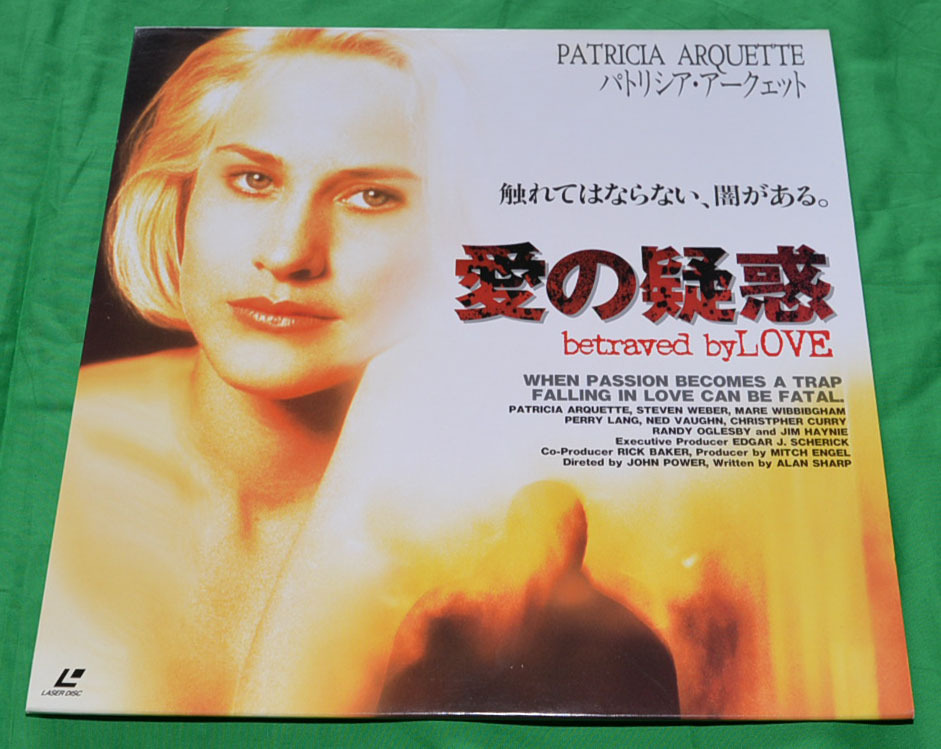 PATRICIA ARQUETTE
パトリシア・アークェット
触れてはならない、闇がある。
愛の疑惑
betraved byLOVE
WHEN PASSION BECOMES A TRAP
FALLING IN LOVE CAN BE FATAL.
PATRICIA ARQUETTE, STEVEN WEBER, MARE WIBBIBGHAM
PERRY LANG, NED VAUGHN, CHRISTPHER CURRY
RANDY OGLESBY and JIM HAYNIE
Executive Producer EDGAR J. SCHERICK
Co-Producer RICK BAKER, Producer by MITCH ENGEL
Direted by JOHN POWER, Written by ALAN SHARP
LASER DISC